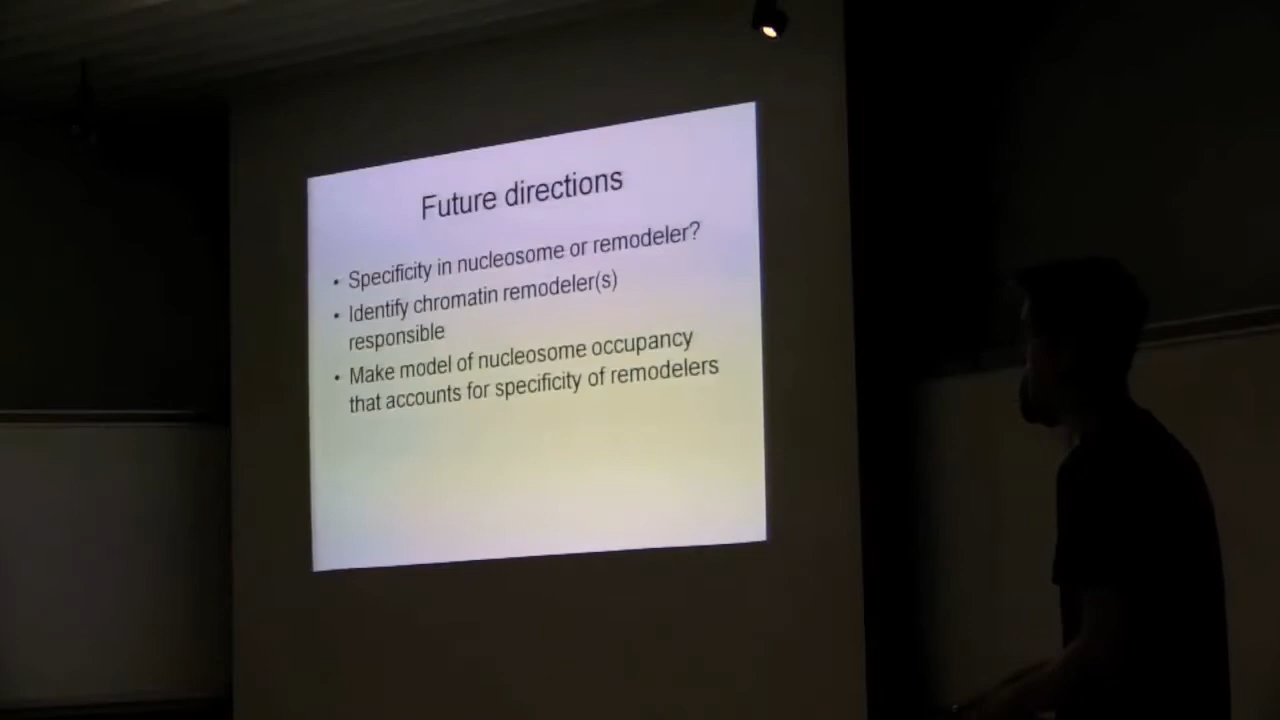 Future directions
• Specificity in nucleosome or remodeler?
• Identify chromatin remodeler(s)
responsible
• Make model of nucleosome occupancy
that accounts for specificity of remodelers